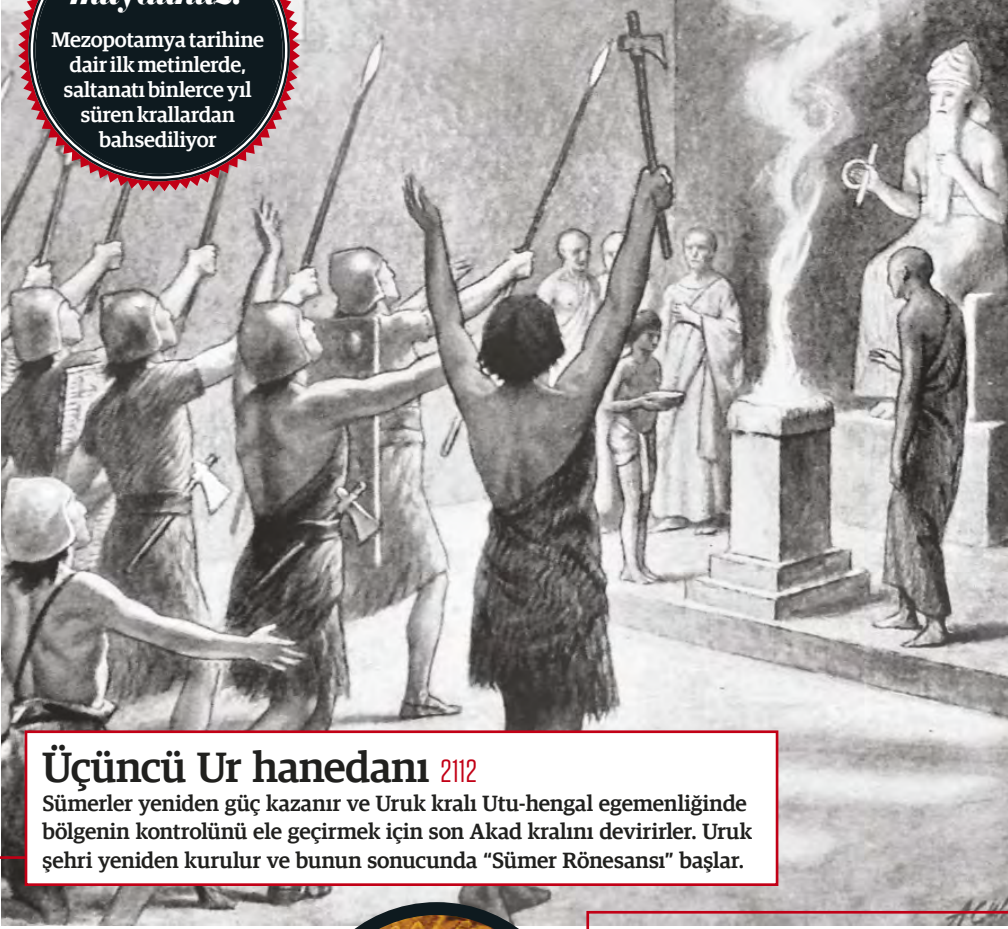 Mezopotamya tarihine
dair ilk metinlerde,
saltanatı binlerce yıl
süren krallardan
bahsediliyor
Üçüncü Ur hanedanı 2112
Sümerler yeniden güç kazanır ve Uruk kralı Utu-hengal egemenliğinde
bölgenin kontrolünü ele geçirmek için son Akad kralını devirirler. Uruk
şehri yeniden kurulur ve bunun sonucunda “Sümer Rönesansı” başlar.